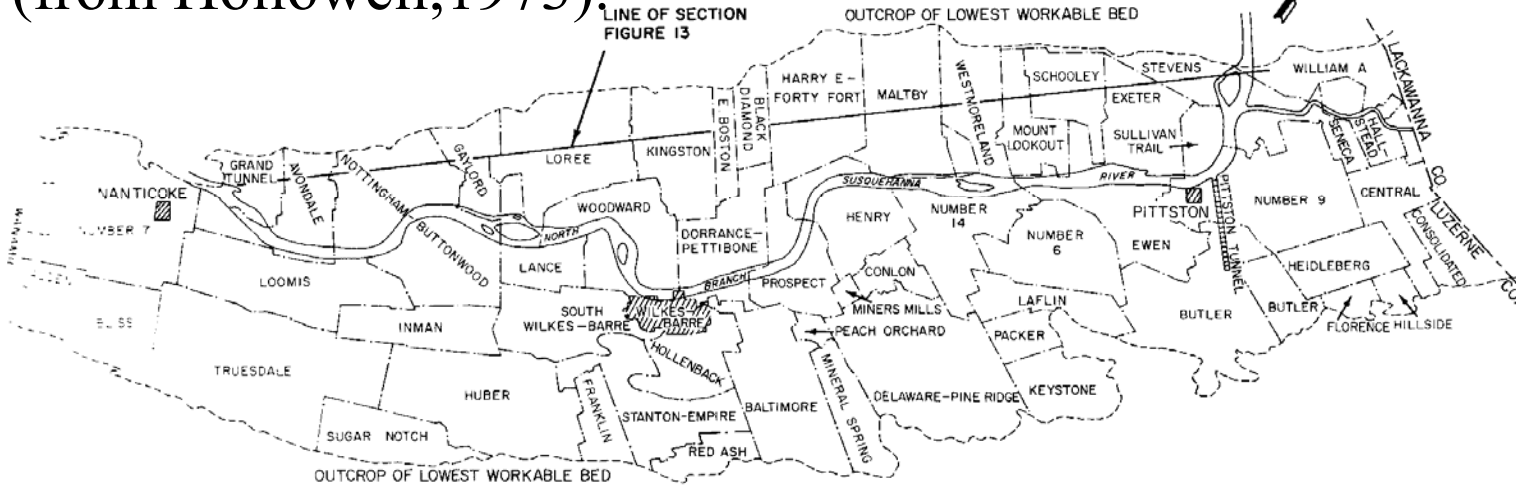 (from Hollowell,1973).
LINE OF SECTION
FIGURE 13
OUTCROP OF LOWEST WORKABLE BED
LACKAWANNA CO.
LUZERNE CO.
GRAND
TUNNEL
AVONDALE
NOTTINGHAM
BUTTONWOOD
GAYLORD
LOREE
KINGSTON
E. BOSTON
BLACK
DIAMOND
HARRY E-
FORTY FORT
MALTBY
WESTMORELAND
SCHOOLEY
STEVENS
EXETER
MOUNT
LOOKOUT
SULLIVAN
TRAIL
WILLIAM A
SENECA
HALL
STEAD
CENTRAL
CONSOLIDATED
NANTICOKE
NUMBER 7
WOODWARD
NORTH
BRANCH
SUSQUEHANNA
RIVER
DORRANCE-
PETTIBONE
HENRY
NUMBER
14
NUMBER
6
PITTSTON
EWEN
PITTSTON TUNNEL
NUMBER 9
HEIDLEBERG
LOOMIS
LANCE
PROSPECT
CONLON
MINERS MILLS
PEACH ORCHARD
LAFLIN
PACKER
BUTLER
BUTLER
FLORENCE
HILLSIDE
BLISS
INMAN
SOUTH
WILKES-BARRE
WILKES-
BARRE
HOLLENBACK
TRUESDALE
HUBER
FRANKLIN
STANTON-EMPIRE
BALTIMORE
MINERAL SPRING
DELAWARE-PINE RIDGE
KEYSTONE
SUGAR NOTCH
RED ASH
OUTCROP OF LOWEST WORKABLE BED